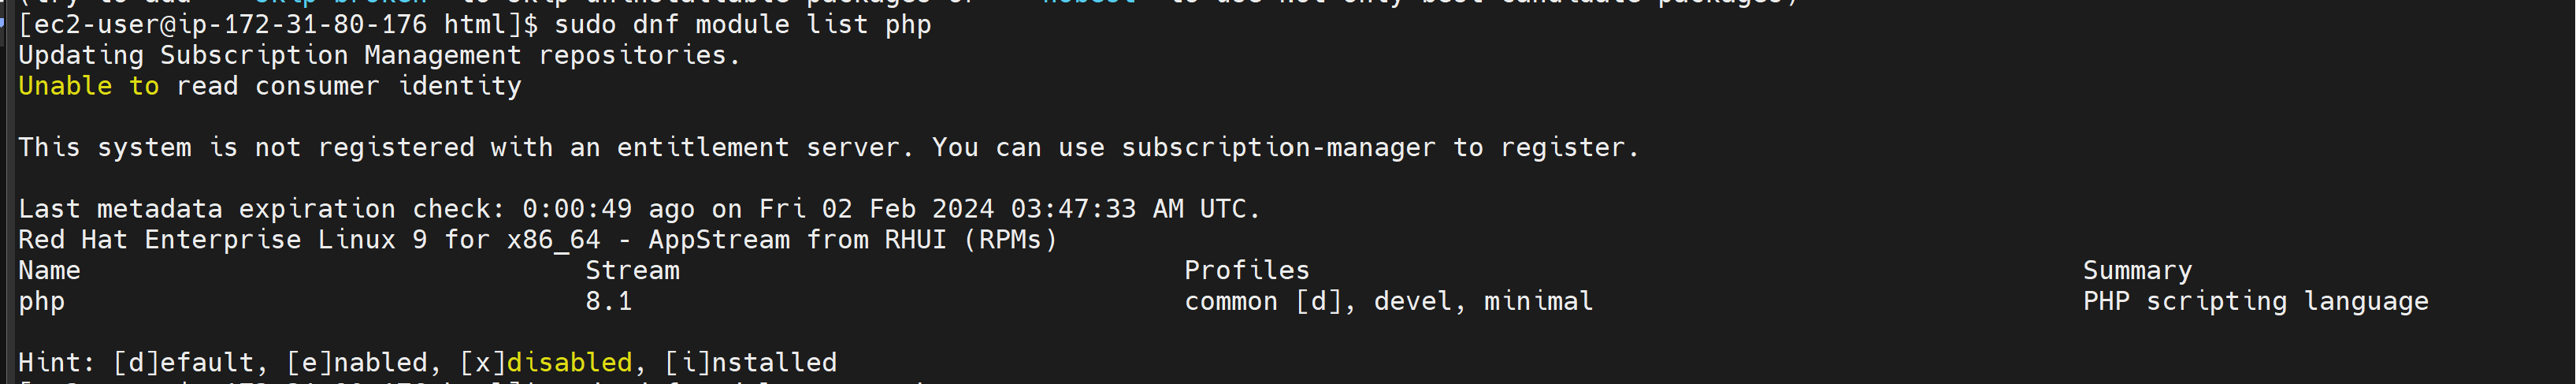 [ec2-user@ip-172-31-80-176 html]$ sudo dnf module list php
Updating Subscription Management repositories.
Unable to read consumer identity
This system is not registered with an entitlement server. You can use subscription-manager to register.
Last metadata expiration check: 0:00:49 ago on Fri 02 Feb 2024 03:47:33 AM UTC.
Red Hat Enterprise Linux 9 for x86_64 - AppStream from RHUI (RPMs)
Name Stream Profiles Summary
php 8.1 common [d], devel, minimal PHP scripting language
Hint: [d]efault, [e]nabled, [x]disabled, [i]nstalled